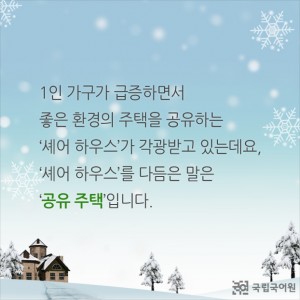 1인 가구가 급증하면서
좋은 환경의 주택을 공유하는
‘셰어 하우스’가 각광받고 있는데요,
‘셰어 하우스’를 다듬은 말은
‘공유 주택’입니다.
국립국어원